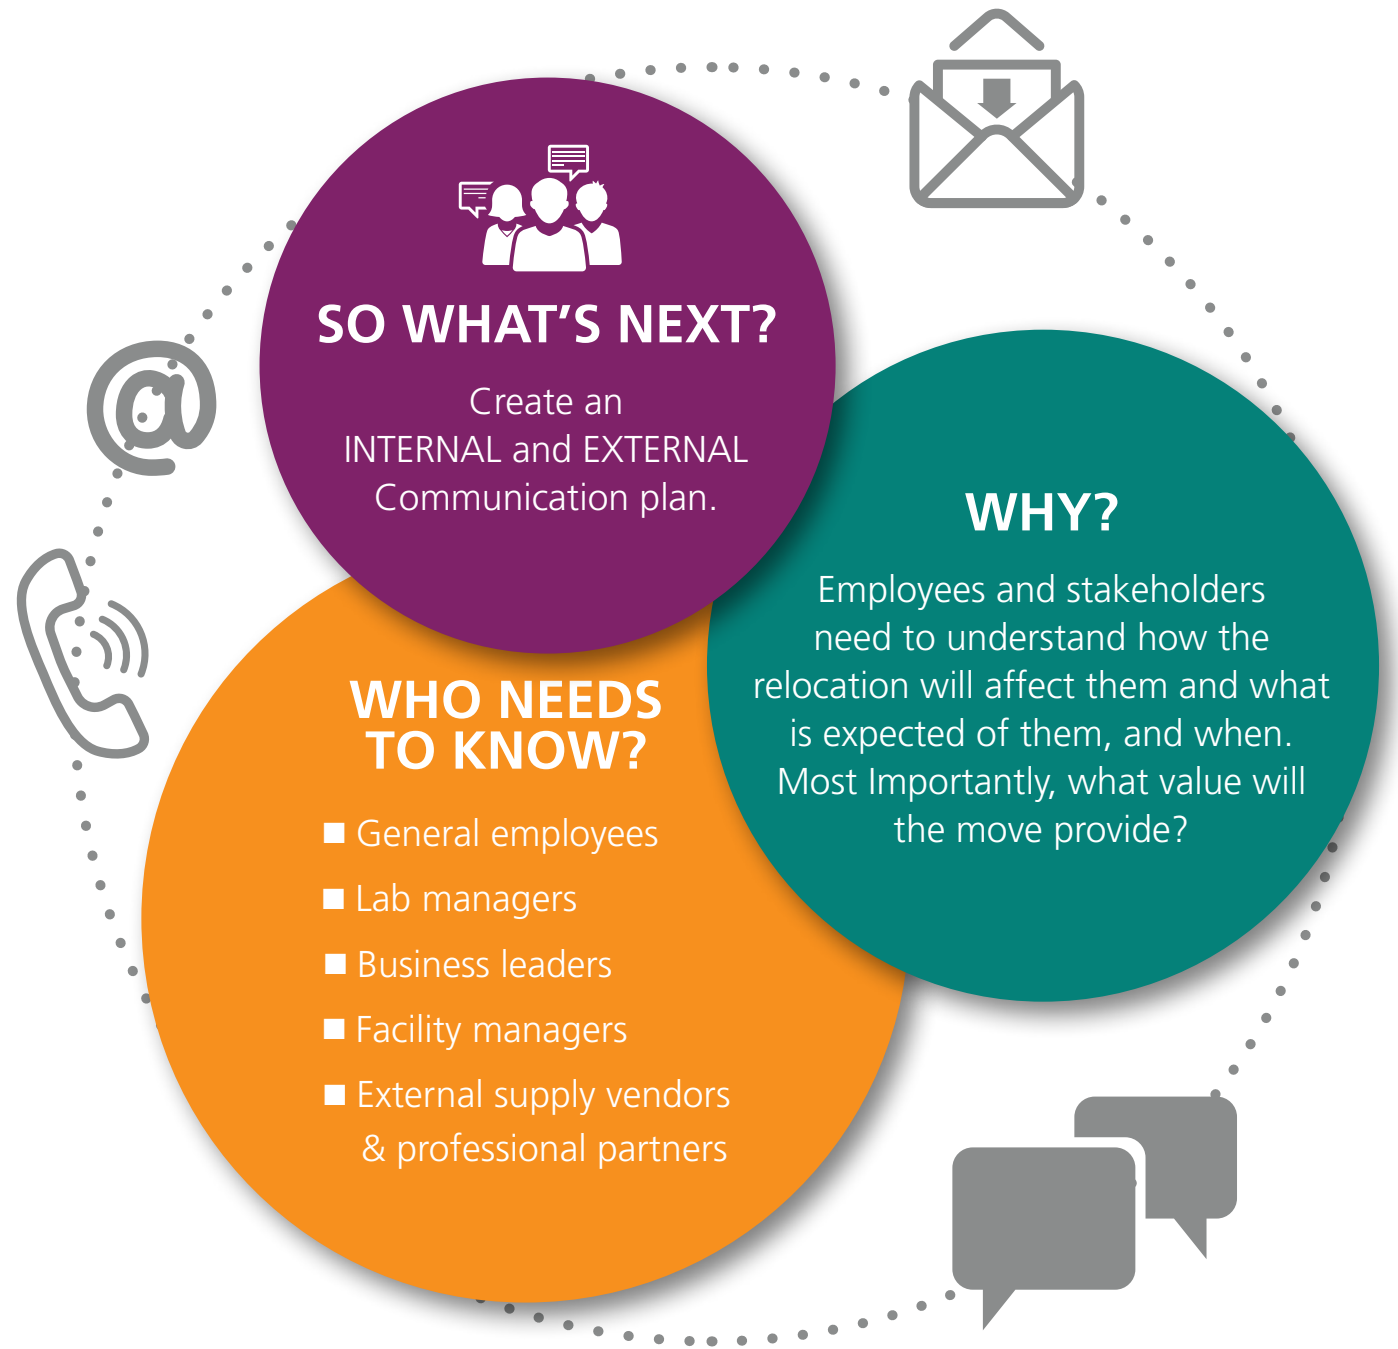 SO WHAT’S NEXT?
Create an
INTERNAL and EXTERNAL
Communication plan.
WHY?
Employees and stakeholders
need to understand how the
relocation will affect them and what
is expected of them, and when.
Most Importantly, what value will
the move provide?
WHO NEEDS
TO KNOW?
■ General employees
■ Lab managers
■ Business leaders
■ Facility managers
■ External supply vendors
& professional partners
@